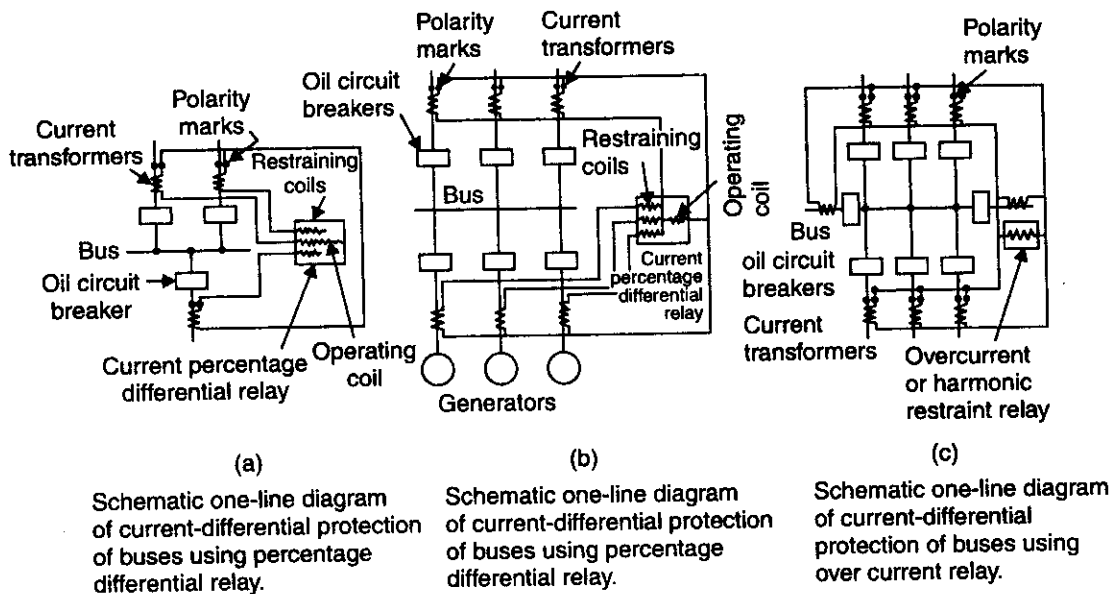 Polarity
marks
Current
transformers
Oil circuit
breakers
Restraining
coils
Operating
coil
Bus
Current
percentage
differential
relay
Generators
Polarity
marks
Current
transformers
Restraining
coils
Bus
Oil circuit
breaker
Current percentage
differential relay
Operating
coil
Polarity
marks
Bus
oil circuit
breakers
Current
transformers
Overcurrent
or harmonic
restraint relay
(a)
Schematic one-line diagram
of current-differential protection
of buses using percentage
differential relay.
(b)
Schematic one-line diagram
of current-differential protection
of buses using percentage
differential relay.
(c)
Schematic one-line diagram
of current-differential
protection of buses using
over current relay.